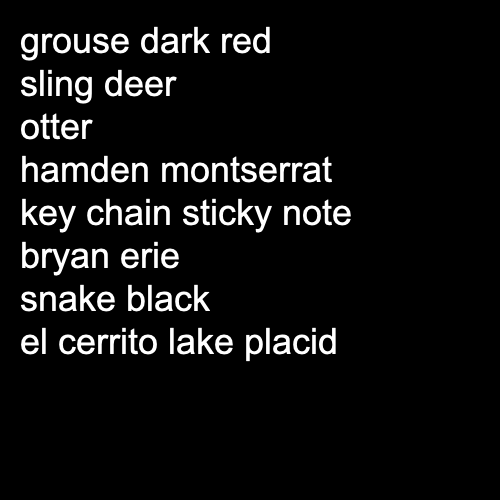 grouse dark red
sling deer
otter
hamden montserrat
key chain sticky note
bryan erie
snake black
el cerrito lake placid